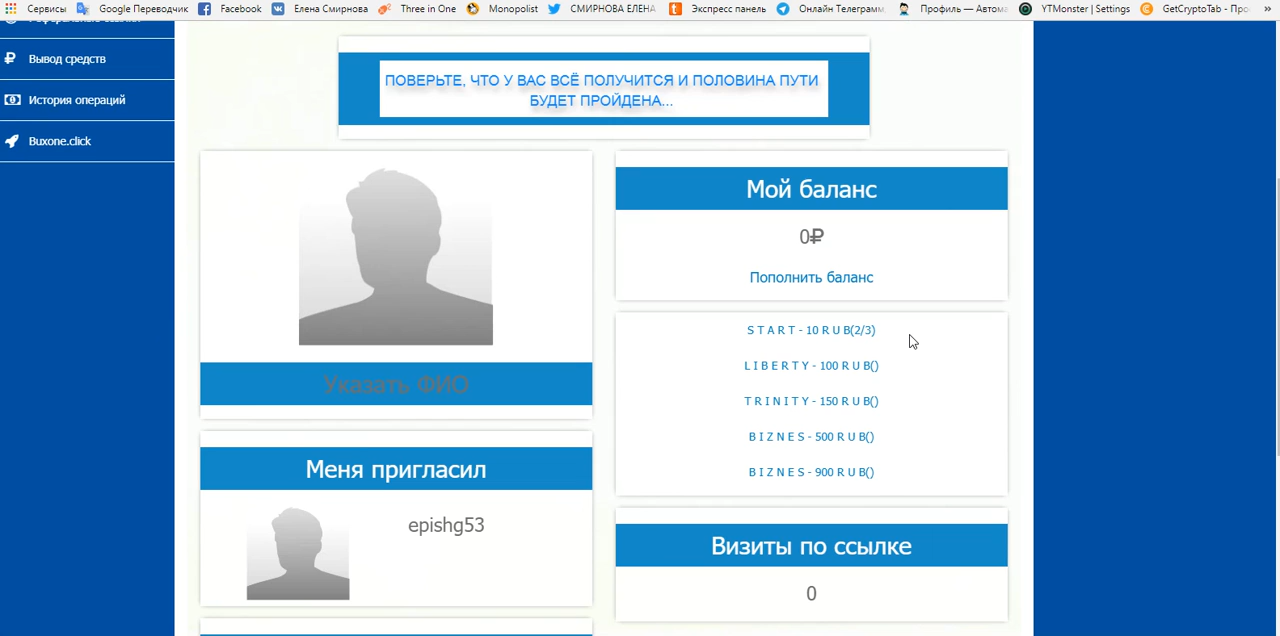 Сервисы Google Переводчик Facebook Елена Смирнова Three in One Monopolist СМИРНОВА ЕЛЕНА Экспресс панель Онлайн Телеграмм, Профиль — Автома YTMonster | Settings GetCryptoTab - Про »
Вывод средств
История операций
Buxone.click
ПОВЕРЬТЕ, ЧТО У ВАС ВСЁ ПОЛУЧИТСЯ И ПОЛОВИНА ПУТИ
БУДЕТ ПРОЙДЕНА...
Указать ФИО
Меня пригласил
epishg53
Мой баланс
0₽
Пополнить баланс
S T A R T - 10 R U B(2/3)
L I B E R T Y - 100 R U B()
T R I N I T Y - 150 R U B()
B I Z N E S - 500 R U B()
B I Z N E S - 900 R U B()
Визиты по ссылке
0